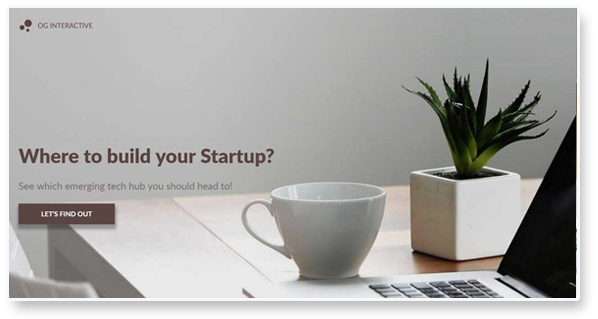 OG INTERACTIVE
Where to build your Startup?
See which emerging tech hub you should head to!
LET'S FIND OUT